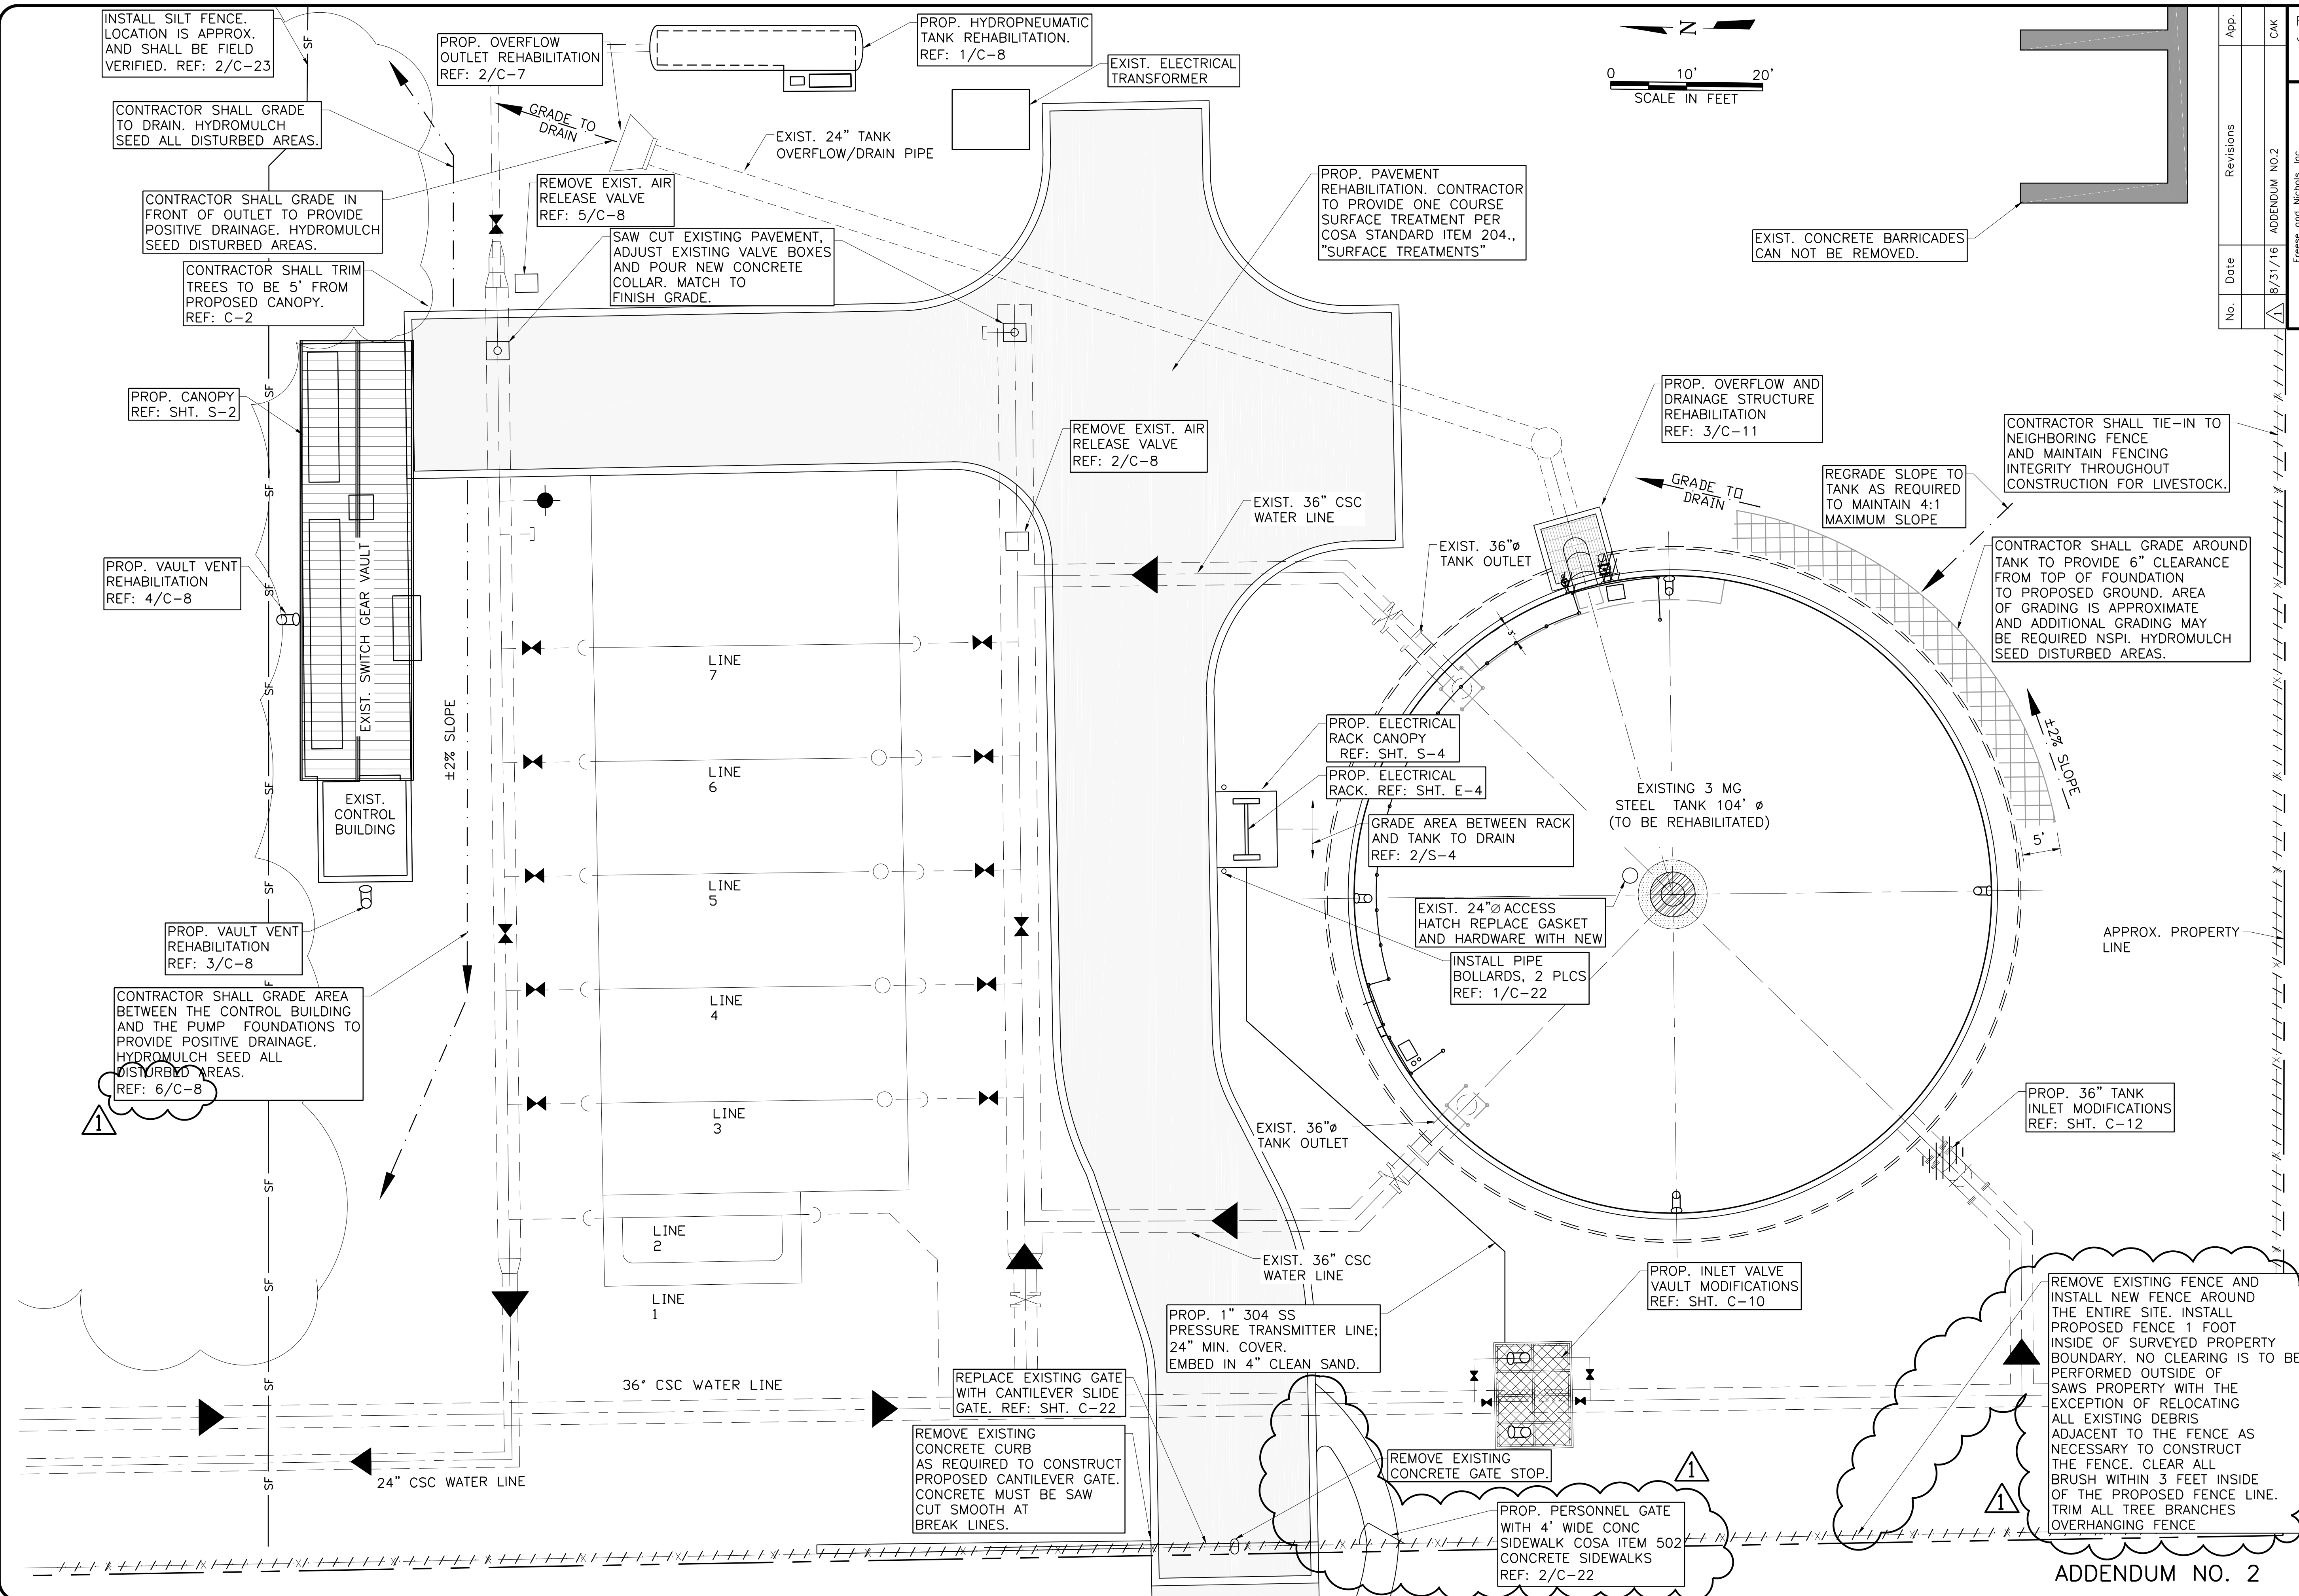 INSTALL SILT FENCE.
LOCATION IS APPROX.
AND SHALL BE FIELD
VERIFIED. REF: 2/C-23
SF
PROP. OVERFLOW
OUTLET REHABILITATION
REF: 2/C-7
PROP. HYDROPNEUMATIC
TANK REHABILITATION.
REF: 1/C-8
EXIST. ELECTRICAL
TRANSFORMER
N
0 10' 20'
SCALE IN FEET
App.
CAK
Revisions
ADDENDUM NO.2
Date
8/31/16
No.
1
Freese and Nichols, Inc.
CONTRACTOR SHALL GRADE
TO DRAIN. HYDROMULCH
SEED ALL DISTURBED AREAS.
GRADE TO
DRAIN
EXIST. 24" TANK
OVERFLOW/DRAIN PIPE
CONTRACTOR SHALL GRADE IN
FRONT OF OUTLET TO PROVIDE
POSITIVE DRAINAGE. HYDROMULCH
SEED DISTURBED AREAS.
REMOVE EXIST. AIR
RELEASE VALVE
REF: 5/C-8
PROP. PAVEMENT
REHABILITATION. CONTRACTOR
TO PROVIDE ONE COURSE
SURFACE TREATMENT PER
COSA STANDARD ITEM 204.,
"SURFACE TREATMENTS"
SAW CUT EXISTING PAVEMENT,
ADJUST EXISTING VALVE BOXES
AND POUR NEW CONCRETE
COLLAR. MATCH TO
FINISH GRADE.
EXIST. CONCRETE BARRICADES
CAN NOT BE REMOVED.
CONTRACTOR SHALL TRIM
TREES TO BE 5' FROM
PROPOSED CANOPY.
REF: C-2
SF
PROP. CANOPY
REF: SHT. S-2
REMOVE EXIST. AIR
RELEASE VALVE
REF: 2/C-8
PROP. OVERFLOW AND
DRAINAGE STRUCTURE
REHABILITATION
REF: 3/C-11
CONTRACTOR SHALL TIE-IN TO
NEIGHBORING FENCE
AND MAINTAIN FENCING
INTEGRITY THROUGHOUT
CONSTRUCTION FOR LIVESTOCK.
REGRADE SLOPE TO
TANK AS REQUIRED
TO MAINTAIN 4:1
MAXIMUM SLOPE
GRADE TO
DRAIN
SF
EXIST. 36" CSC
WATER LINE
EXIST. 36"ø
TANK OUTLET
CONTRACTOR SHALL GRADE AROUND
TANK TO PROVIDE 6" CLEARANCE
FROM TOP OF FOUNDATION
TO PROPOSED GROUND. AREA
OF GRADING IS APPROXIMATE
AND ADDITIONAL GRADING MAY
BE REQUIRED NSPI. HYDROMULCH
SEED DISTURBED AREAS.
PROP. VAULT VENT
REHABILITATION
REF: 4/C-8
SF
EXIST. SWITCH GEAR VAULT
LINE
7
SF
±2% SLOPE
PROP. ELECTRICAL
RACK CANOPY
REF: SHT. S-4
±2% SLOPE
LINE
6
PROP. ELECTRICAL
RACK. REF: SHT. E-4
EXISTING 3 MG
STEEL TANK 104' ø
(TO BE REHABILITATED)
SF
EXIST.
CONTROL
BUILDING
GRADE AREA BETWEEN RACK
AND TANK TO DRAIN
REF: 2/S-4
5'
SF
LINE
5
EXIST. 24"∅ ACCESS
HATCH REPLACE GASKET
AND HARDWARE WITH NEW
PROP. VAULT VENT
REHABILITATION
REF: 3/C-8
APPROX. PROPERTY
LINE
INSTALL PIPE
BOLLARDS, 2 PLCS
REF: 1/C-22
CONTRACTOR SHALL GRADE AREA
BETWEEN THE CONTROL BUILDING
AND THE PUMP FOUNDATIONS TO
PROVIDE POSITIVE DRAINAGE.
HYDROMULCH SEED ALL
DISTURBED AREAS.
REF: 6/C-8
1
LINE
4
LINE
3
EXIST. 36"ø
TANK OUTLET
PROP. 36" TANK
INLET MODIFICATIONS
REF: SHT. C-12
SF
LINE
2
EXIST. 36" CSC
WATER LINE
PROP. INLET VALVE
VAULT MODIFICATIONS
REF: SHT. C-10
SF
LINE
1
PROP. 1" 304 SS
PRESSURE TRANSMITTER LINE;
24" MIN. COVER.
EMBED IN 4" CLEAN SAND.
REMOVE EXISTING FENCE AND
INSTALL NEW FENCE AROUND
THE ENTIRE SITE. INSTALL
PROPOSED FENCE 1 FOOT
INSIDE OF SURVEYED PROPERTY
BOUNDARY. NO CLEARING IS TO BE
PERFORMED OUTSIDE OF
SAWS PROPERTY WITH THE
EXCEPTION OF RELOCATING
ALL EXISTING DEBRIS
ADJACENT TO THE FENCE AS
NECESSARY TO CONSTRUCT
THE FENCE. CLEAR ALL
BRUSH WITHIN 3 FEET INSIDE
OF THE PROPOSED FENCE LINE.
TRIM ALL TREE BRANCHES
OVERHANGING FENCE
1
SF
36" CSC WATER LINE
REPLACE EXISTING GATE
WITH CANTILEVER SLIDE
GATE. REF: SHT. C-22
REMOVE EXISTING
CONCRETE CURB
AS REQUIRED TO CONSTRUCT
PROPOSED CANTILEVER GATE.
CONCRETE MUST BE SAW
CUT SMOOTH AT
BREAK LINES.
REMOVE EXISTING
CONCRETE GATE STOP.
1
SF
24" CSC WATER LINE
PROP. PERSONNEL GATE
WITH 4' WIDE CONC
SIDEWALK COSA ITEM 502
CONCRETE SIDEWALKS
REF: 2/C-22
ADDENDUM NO. 2